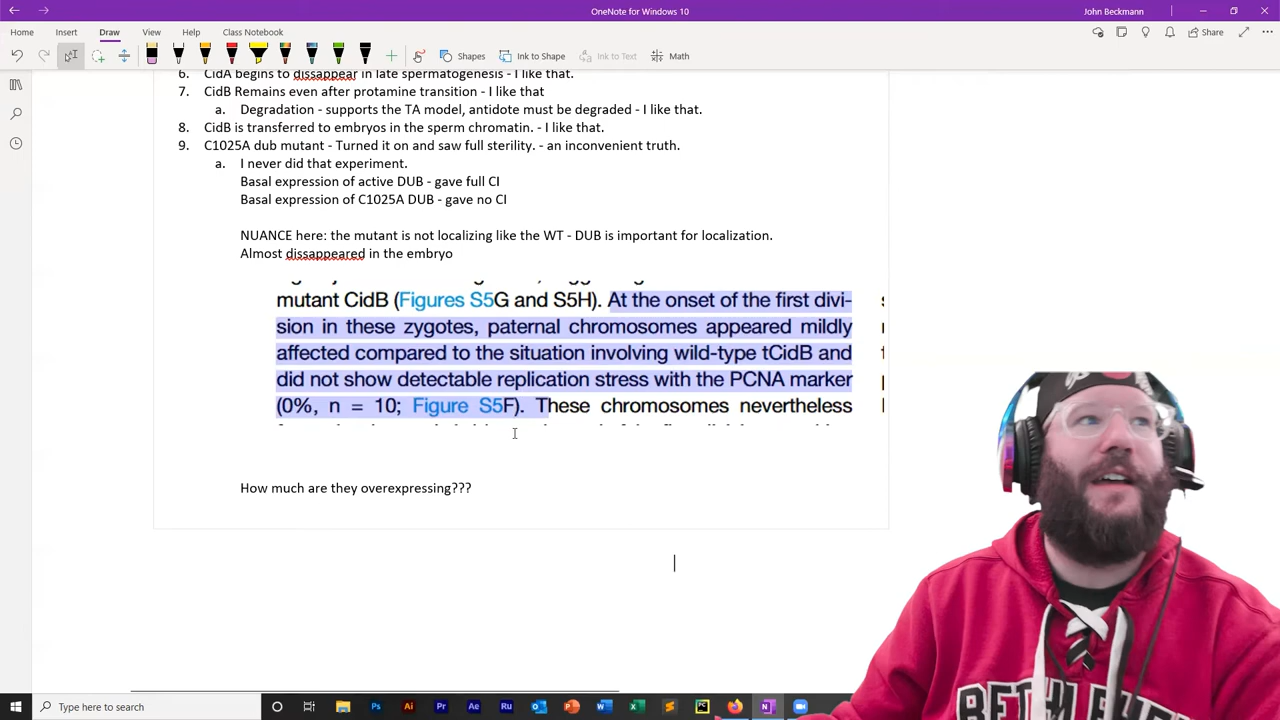 OneNote for Windows 10
John Beckmann
Home Insert Draw View Help Class Notebook
Share
Shapes Ink to Shape Ink to Text Math
6. CidA begins to dissappear in late spermatogenesis - I like that.
7. CidB Remains even after protamine transition - I like that
a. Degradation - supports the TA model, antidote must be degraded - I like that.
8. CidB is transferred to embryos in the sperm chromatin. - I like that.
9. C1025A dub mutant - Turned it on and saw full sterility. - an inconvenient truth.
a. I never did that experiment.
Basal expression of active DUB - gave full CI
Basal expression of C1025A DUB - gave no CI
NUANCE here: the mutant is not localizing like the WT - DUB is important for localization.
Almost dissappeared in the embryo
mutant CidB (Figures S5G and S5H). At the onset of the first divi-
sion in these zygotes, paternal chromosomes appeared mildly
affected compared to the situation involving wild-type tCidB and
did not show detectable replication stress with the PCNA marker
(0%, n = 10; Figure S5F). These chromosomes nevertheless
How much are they overexpressing???
Type here to search